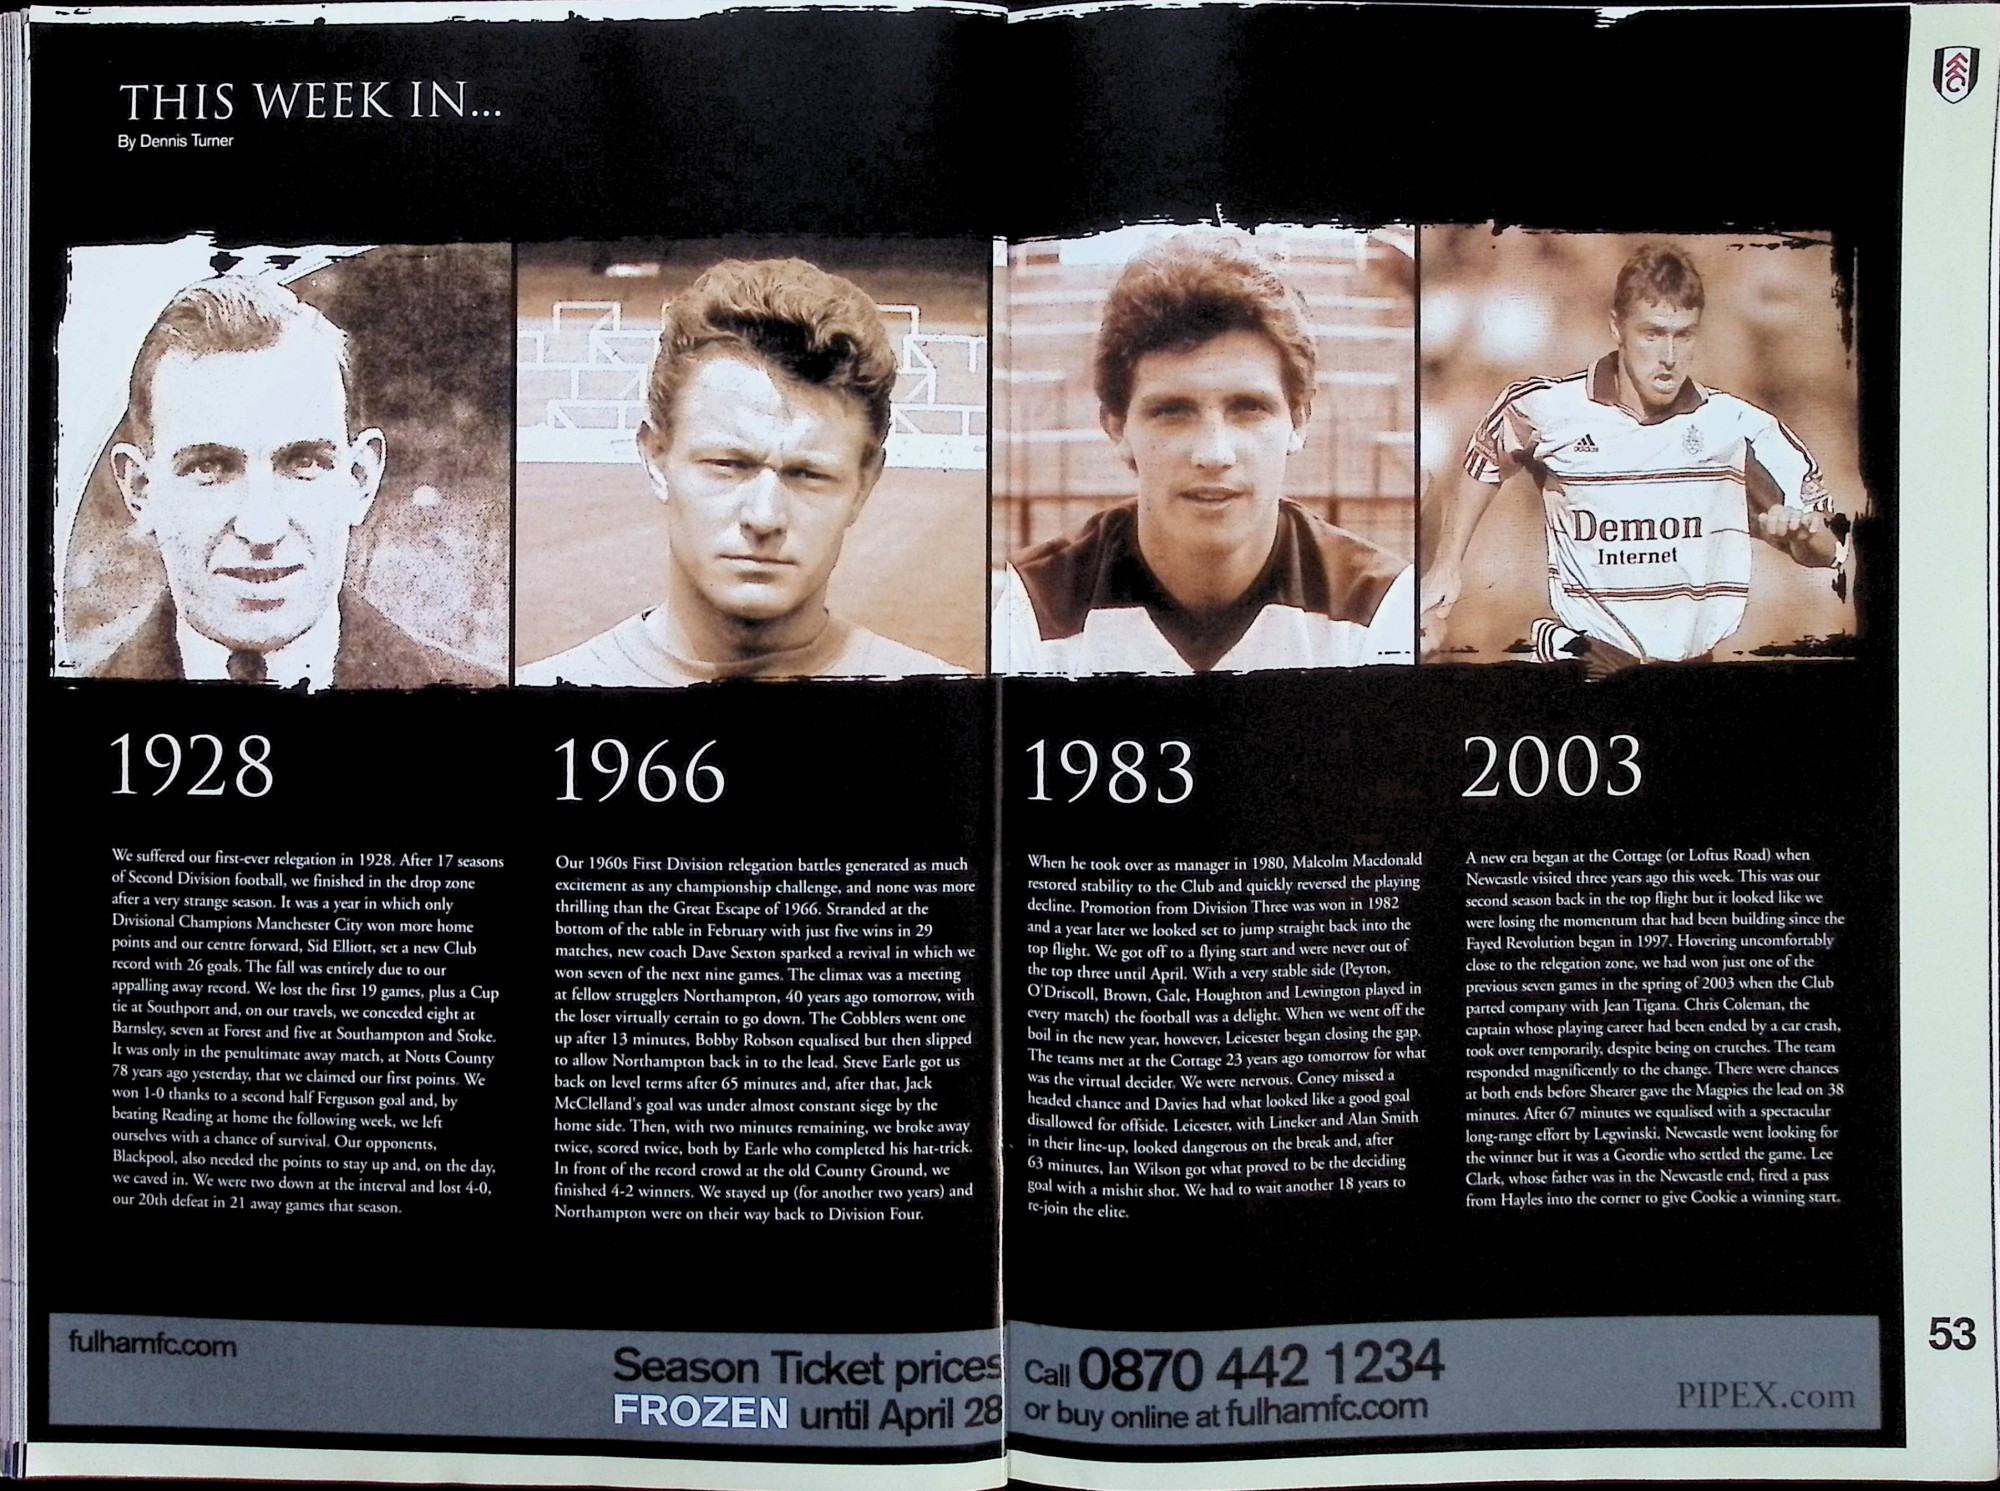 THIS WEEK IN...
By Dennis Turner
adidas
Demon
Internet
1928
We suffered our first-ever relegation in 1928. After 17 seasons
of Second Division football, we finished in the drop zone
after a very strange season. It was a year in which only
Divisional Champions Manchester City won more home
points and our centre forward, Sid Elliott, set a new Club
record with 26 goals. The fall was entirely due to our
appalling away record. We lost the first 19 games, plus a Cup
tie at Southport and, on our travels, we conceded eight at
Barnsley, seven at Forest and five at Southampton and Stoke.
It was only in the penultimate away match, at Notts County
78 years ago yesterday, that we claimed our first points. We
won 1-0 thanks to a second half Ferguson goal and, by
beating Reading at home the following week, we left
ourselves with a chance of survival. Our opponents,
Blackpool, also needed the points to stay up and, on the day,
we caved in. We were two down at the interval and lost 4-0,
our 20th defeat in 21 away games that season.
1966
Our 1960s First Division relegation battles generated as much
excitement as any championship challenge, and none was more
thrilling than the Great Escape of 1966. Stranded at the
bottom of the table in February with just five wins in 29
matches, new coach Dave Sexton sparked a revival in which we
won seven of the next nine games. The climax was a meeting
at fellow strugglers Northampton, 40 years ago tomorrow, with
the loser virtually certain to go down. The Cobblers went one
up after 13 minutes, Bobby Robson equalised but then slipped
to allow Northampton back in to the lead. Steve Earle got us
back on level terms after 65 minutes and, after that, Jack
McClelland's goal was under almost constant siege by the
home side. Then, with two minutes remaining, we broke away
twice, scored twice, both by Earle who completed his hat-trick.
In front of the record crowd at the old County Ground, we
finished 4-2 winners. We stayed up (for another two years) and
Northampton were on their way back to Division Four.
1983
When he took over as manager in 1980, Malcolm Macdonald
restored stability to the Club and quickly reversed the playing
decline. Promotion from Division Three was won in 1982
and a year later we looked set to jump straight back into the
top flight. We got off to a flying start and were never out of
the top three until April. With a very stable side (Peyton,
O'Driscoll, Brown, Gale, Houghton and Lewington played in
every match) the football was a delight. When we went off the
boil in the new year, however, Leicester began closing the gap.
The teams met at the Cottage 23 years ago tomorrow for what
was the virtual decider. We were nervous. Coney missed a
headed chance and Davies had what looked like a good goal
disallowed for offside. Leicester, with Lineker and Alan Smith
in their line-up, looked dangerous on the break and, after
63 minutes, Ian Wilson got what proved to be the deciding
goal with a mishit shot. We had to wait another 18 years to
re-join the elite.
2003
A new era began at the Cottage (or Loftus Road) when
Newcastle visited three years ago this week. This was our
second season back in the top flight but it looked like we
were losing the momentum that had been building since the
Fayed Revolution began in 1997. Hovering uncomfortably
close to the relegation zone, we had won just one of the
previous seven games in the spring of 2003 when the Club
parted company with Jean Tigana. Chris Coleman, the
captain whose playing career had been ended by a car crash,
took over temporarily, despite being on crutches. The team
responded magnificently to the change. There were chances
at both ends before Shearer gave the Magpies the lead on 38
minutes. After 67 minutes we equalised with a spectacular
long-range effort by Legwinski. Newcastle went looking for
the winner but it was a Geordie who settled the game. Lee
Clark, whose father was in the Newcastle end, fired a pass
from Hayles into the corner to give Cookie a winning start.
fulhamfc.com
Season Ticket prices
FROZEN until April 28
Call 0870 442 1234
or buy online at fulhamfc.com
PIPEX.com
53